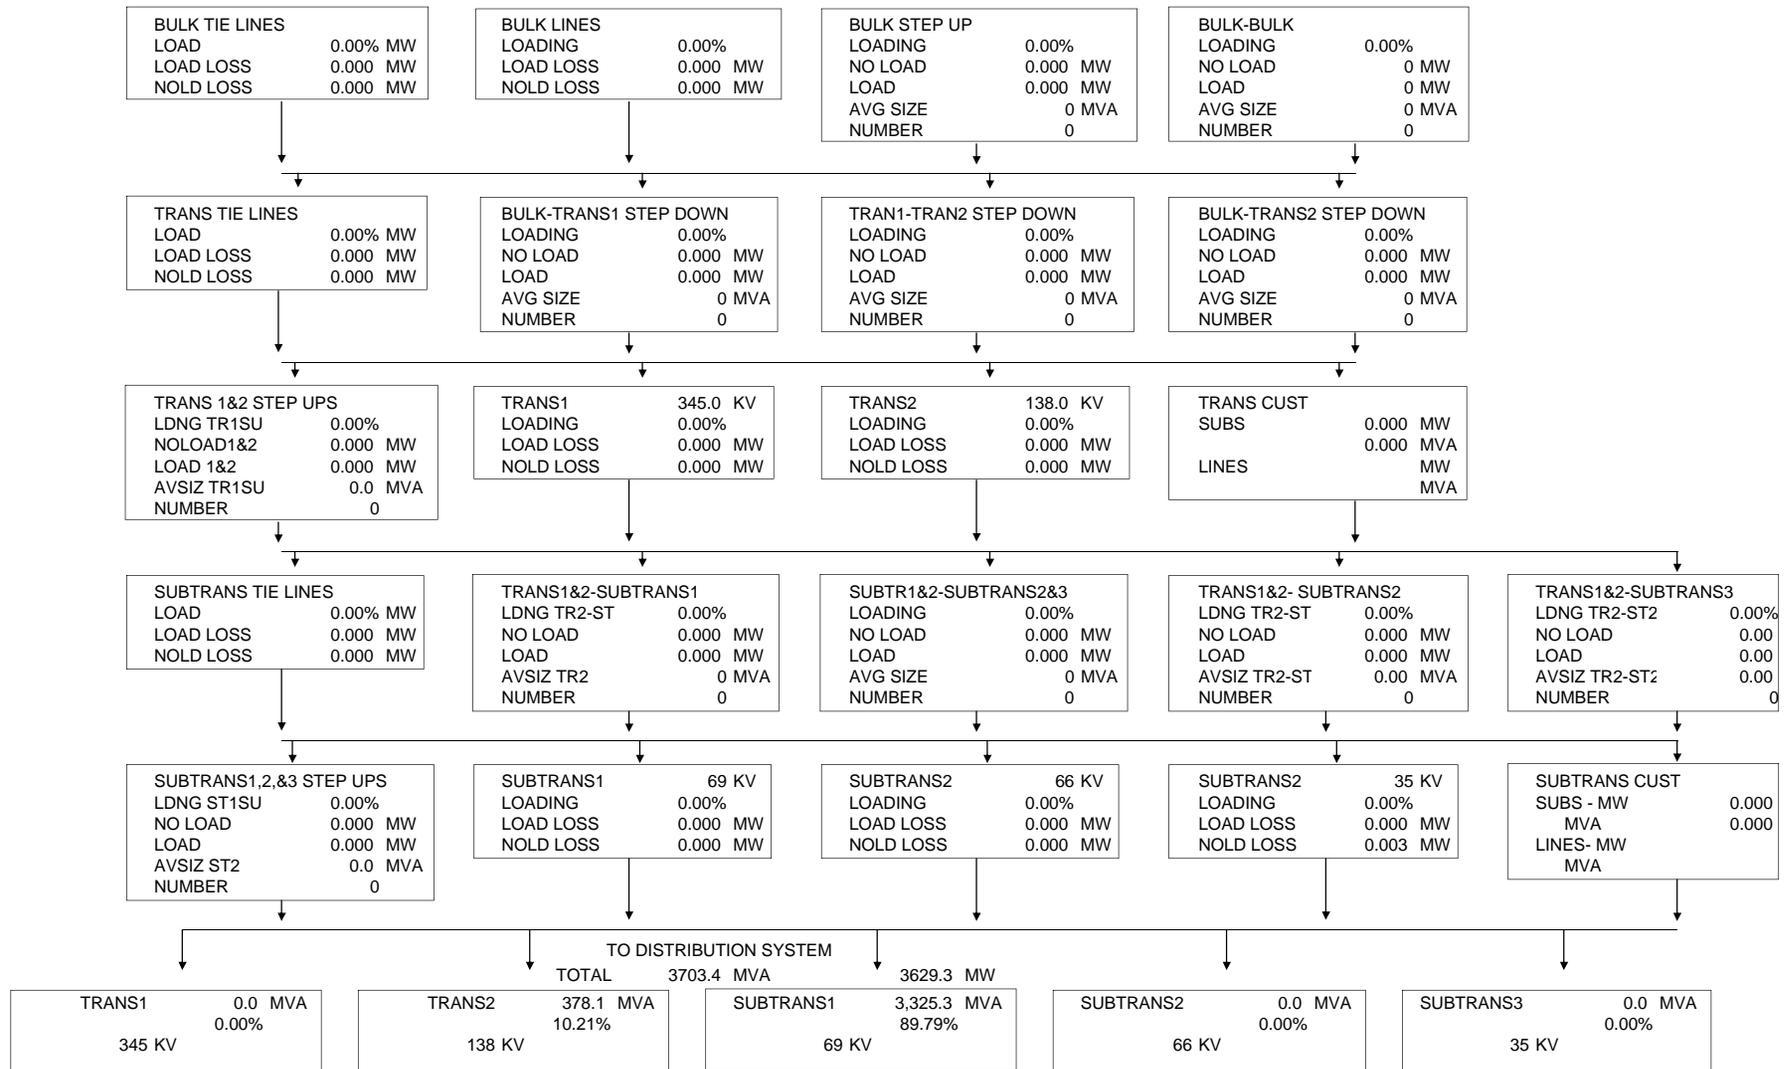 BULK TIE LINES
LOAD 0.00% MW
LOAD LOSS 0.000 MW
NOLD LOSS 0.000 MW
BULK LINES
LOADING 0.00%
LOAD LOSS 0.000 MW
NOLD LOSS 0.000 MW
BULK STEP UP
LOADING 0.00%
NO LOAD 0.000 MW
LOAD 0.000 MW
AVG SIZE 0 MVA
NUMBER 0
BULK-BULK
LOADING 0.00%
NO LOAD 0 MW
LOAD 0 MW
AVG SIZE 0 MVA
NUMBER 0
TRANS TIE LINES
LOAD 0.00% MW
LOAD LOSS 0.000 MW
NOLD LOSS 0.000 MW
BULK-TRANS1 STEP DOWN
LOADING 0.00%
NO LOAD 0.000 MW
LOAD 0.000 MW
AVG SIZE 0 MVA
NUMBER 0
TRAN1-TRAN2 STEP DOWN
LOADING 0.00%
NO LOAD 0.000 MW
LOAD 0.000 MW
AVG SIZE 0 MVA
NUMBER 0
BULK-TRANS2 STEP DOWN
LOADING 0.00%
NO LOAD 0.000 MW
LOAD 0.000 MW
AVG SIZE 0 MVA
NUMBER 0
TRANS 1&2 STEP UPS
LDNG TR1SU 0.00%
NOLOAD1&2 0.000 MW
LOAD 1&2 0.000 MW
AVSIZ TR1SU 0.0 MVA
NUMBER 0
TRANS1 345.0 KV
LOADING 0.00%
LOAD LOSS 0.000 MW
NOLD LOSS 0.000 MW
TRANS2 138.0 KV
LOADING 0.00%
LOAD LOSS 0.000 MW
NOLD LOSS 0.000 MW
TRANS CUST
SUBS 0.000 MW
0.000 MVA
LINES MW
MVA
SUBTRANS TIE LINES
LOAD 0.00% MW
LOAD LOSS 0.000 MW
NOLD LOSS 0.000 MW
TRANS1&2-SUBTRANS1
LDNG TR2-ST 0.00%
NO LOAD 0.000 MW
LOAD 0.000 MW
AVSIZ TR2 0 MVA
NUMBER 0
SUBTR1&2-SUBTRANS2&3
LOADING 0.00%
NO LOAD 0.000 MW
LOAD 0.000 MW
AVG SIZE 0 MVA
NUMBER 0
TRANS1&2- SUBTRANS2
LDNG TR2-ST 0.00%
NO LOAD 0.000 MW
LOAD 0.000 MW
AVSIZ TR2-ST 0.00 MVA
NUMBER 0
TRANS1&2-SUBTRANS3
LDNG TR2-ST2 0.00%
NO LOAD 0.00
LOAD 0.00
AVSIZ TR2-ST2 0.00
NUMBER 0
SUBTRANS1,2,&3 STEP UPS
LDNG ST1SU 0.00%
NO LOAD 0.000 MW
LOAD 0.000 MW
AVSIZ ST2 0.0 MVA
NUMBER 0
SUBTRANS1 69 KV
LOADING 0.00%
LOAD LOSS 0.000 MW
NOLD LOSS 0.000 MW
SUBTRANS2 66 KV
LOADING 0.00%
LOAD LOSS 0.000 MW
NOLD LOSS 0.000 MW
SUBTRANS2 35 KV
LOADING 0.00%
LOAD LOSS 0.000 MW
NOLD LOSS 0.003 MW
SUBTRANS CUST
SUBS - MW 0.000
MVA 0.000
LINES- MW
MVA
TO DISTRIBUTION SYSTEM
TOTAL 3703.4 MVA 3629.3 MW
TRANS1 0.0 MVA
0.00%
345 KV
TRANS2 378.1 MVA
10.21%
138 KV
SUBTRANS1 3,325.3 MVA
89.79%
69 KV
SUBTRANS2 0.0 MVA
0.00%
66 KV
SUBTRANS3 0.0 MVA
0.00%
35 KV